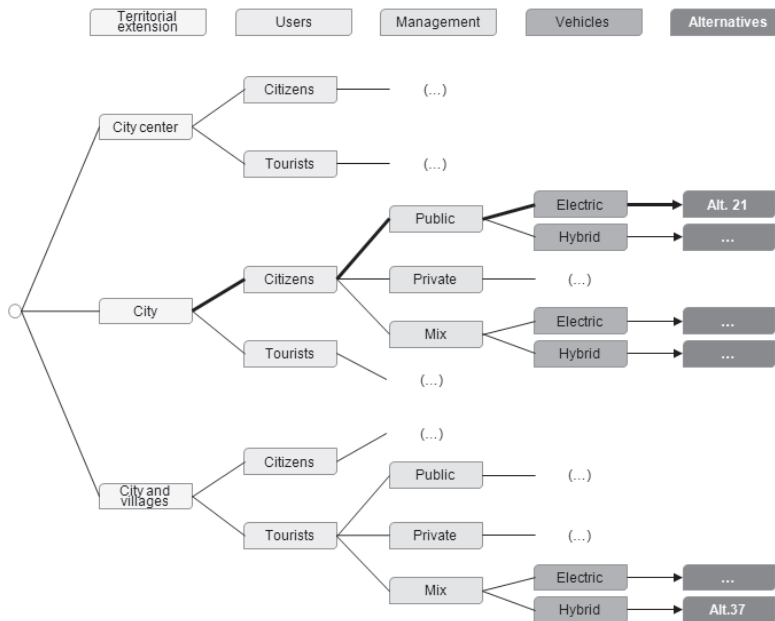 Territorial extension Users Management Vehicles Alternatives
Citizens (...)
City center
Tourists (...)
Electric Alt. 21
Public
Hybrid ...
Citizens Private (...)
City
Electric ...
Mix
Tourists Hybrid ...
(...)
(...)
Citizens
Public (...)
City and villages
Tourists Private (...)
Electric ...
Mix
Hybrid Alt.37